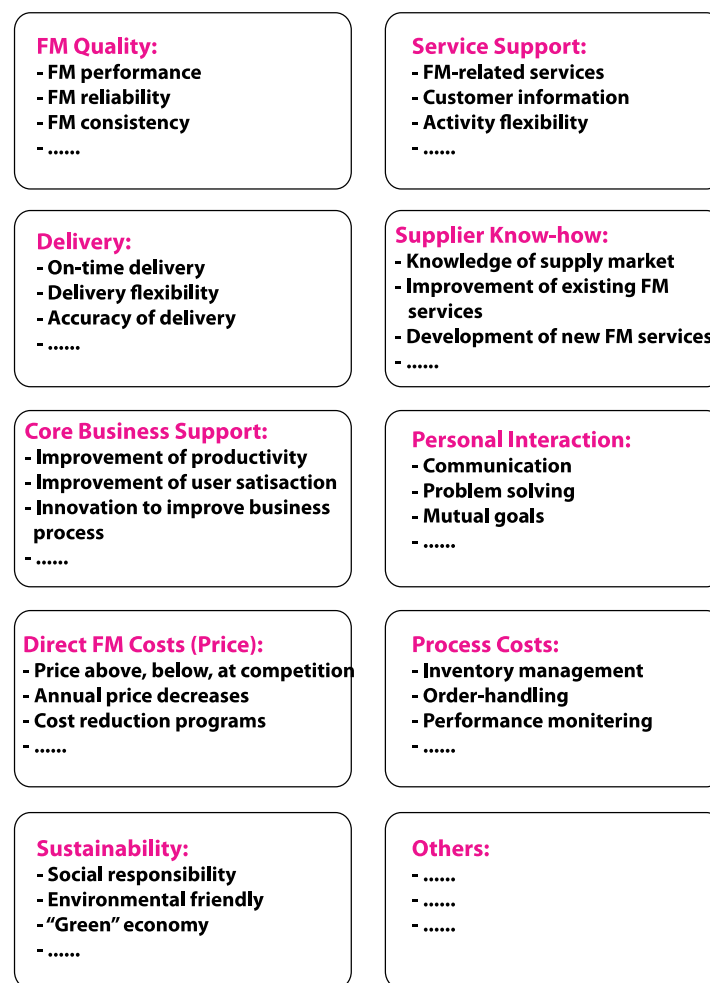 FM Quality:
- FM performance
- FM reliability
- FM consistency
- ......
Service Support:
- FM-related services
- Customer information
- Activity flexibility
- ......
Delivery:
- On-time delivery
- Delivery flexibility
- Accuracy of delivery
- ......
Supplier Know-how:
- Knowledge of supply market
- Improvement of existing FM
services
- Development of new FM services
- ......
Core Business Support:
- Improvement of productivity
- Improvement of user satisaction
- Innovation to improve business
process
- ......
Personal Interaction:
- Communication
- Problem solving
- Mutual goals
- ......
Direct FM Costs (Price):
- Price above, below, at competition
- Annual price decreases
- Cost reduction programs
- ......
Process Costs:
- Inventory management
- Order-handling
- Performance monitering
- ......
Sustainability:
- Social responsibility
- Environmental friendly
- “Green” economy
- ......
Others:
- ......
- ......
- ......